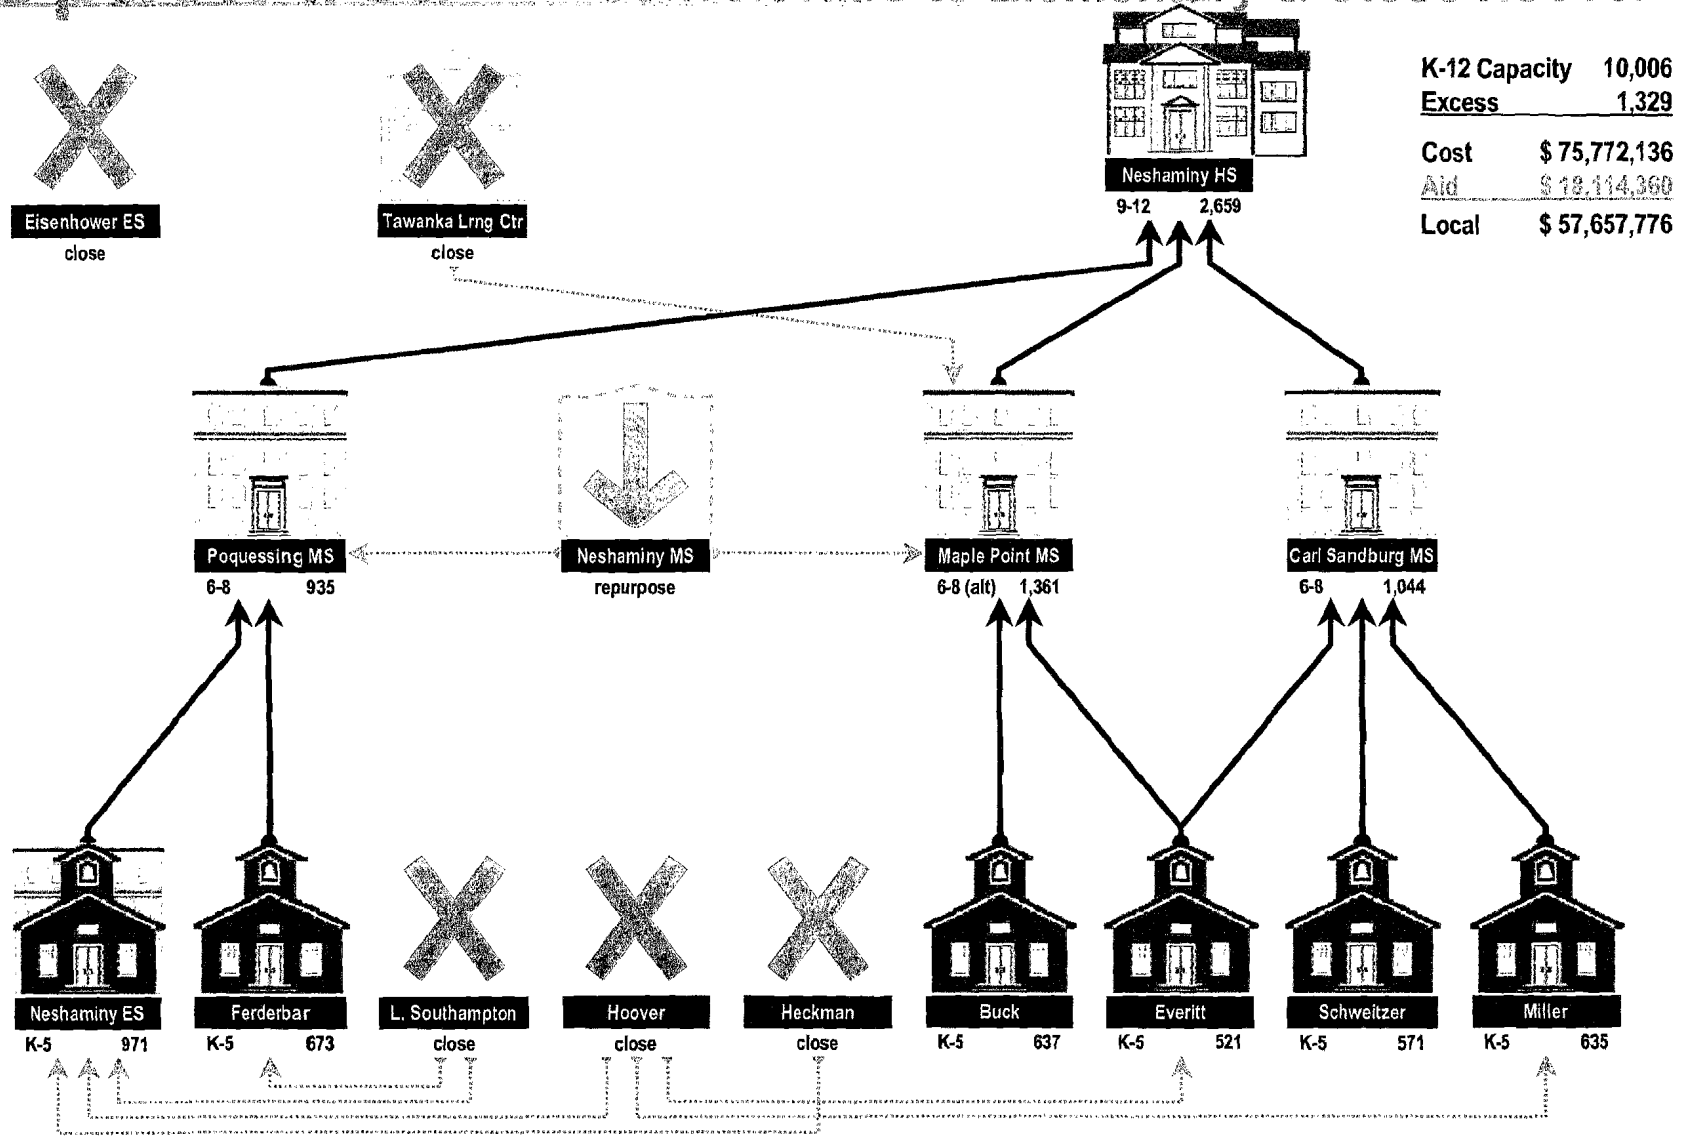 K-12 Capacity 10,006
Excess 1,329
Cost $ 75,772,136
Aid $ 18,114,360
Local $ 57,657,776
Neshaminy HS
9-12 2,659
Eisenhower ES
close
Tawanka Lrng Ctr
close
Poquessing MS
6-8 935
Neshaminy MS
repurpose
Maple Point MS
6-8 (alt) 1,361
Carl Sandburg MS
6-8 1,044
Neshaminy ES
K-5 971
Ferderbar
K-5 673
L. Southampton
close
Hoover
close
Heckman
close
Buck
K-5 637
Everitt
K-5 521
Schweitzer
K-5 571
Miller
K-5 635